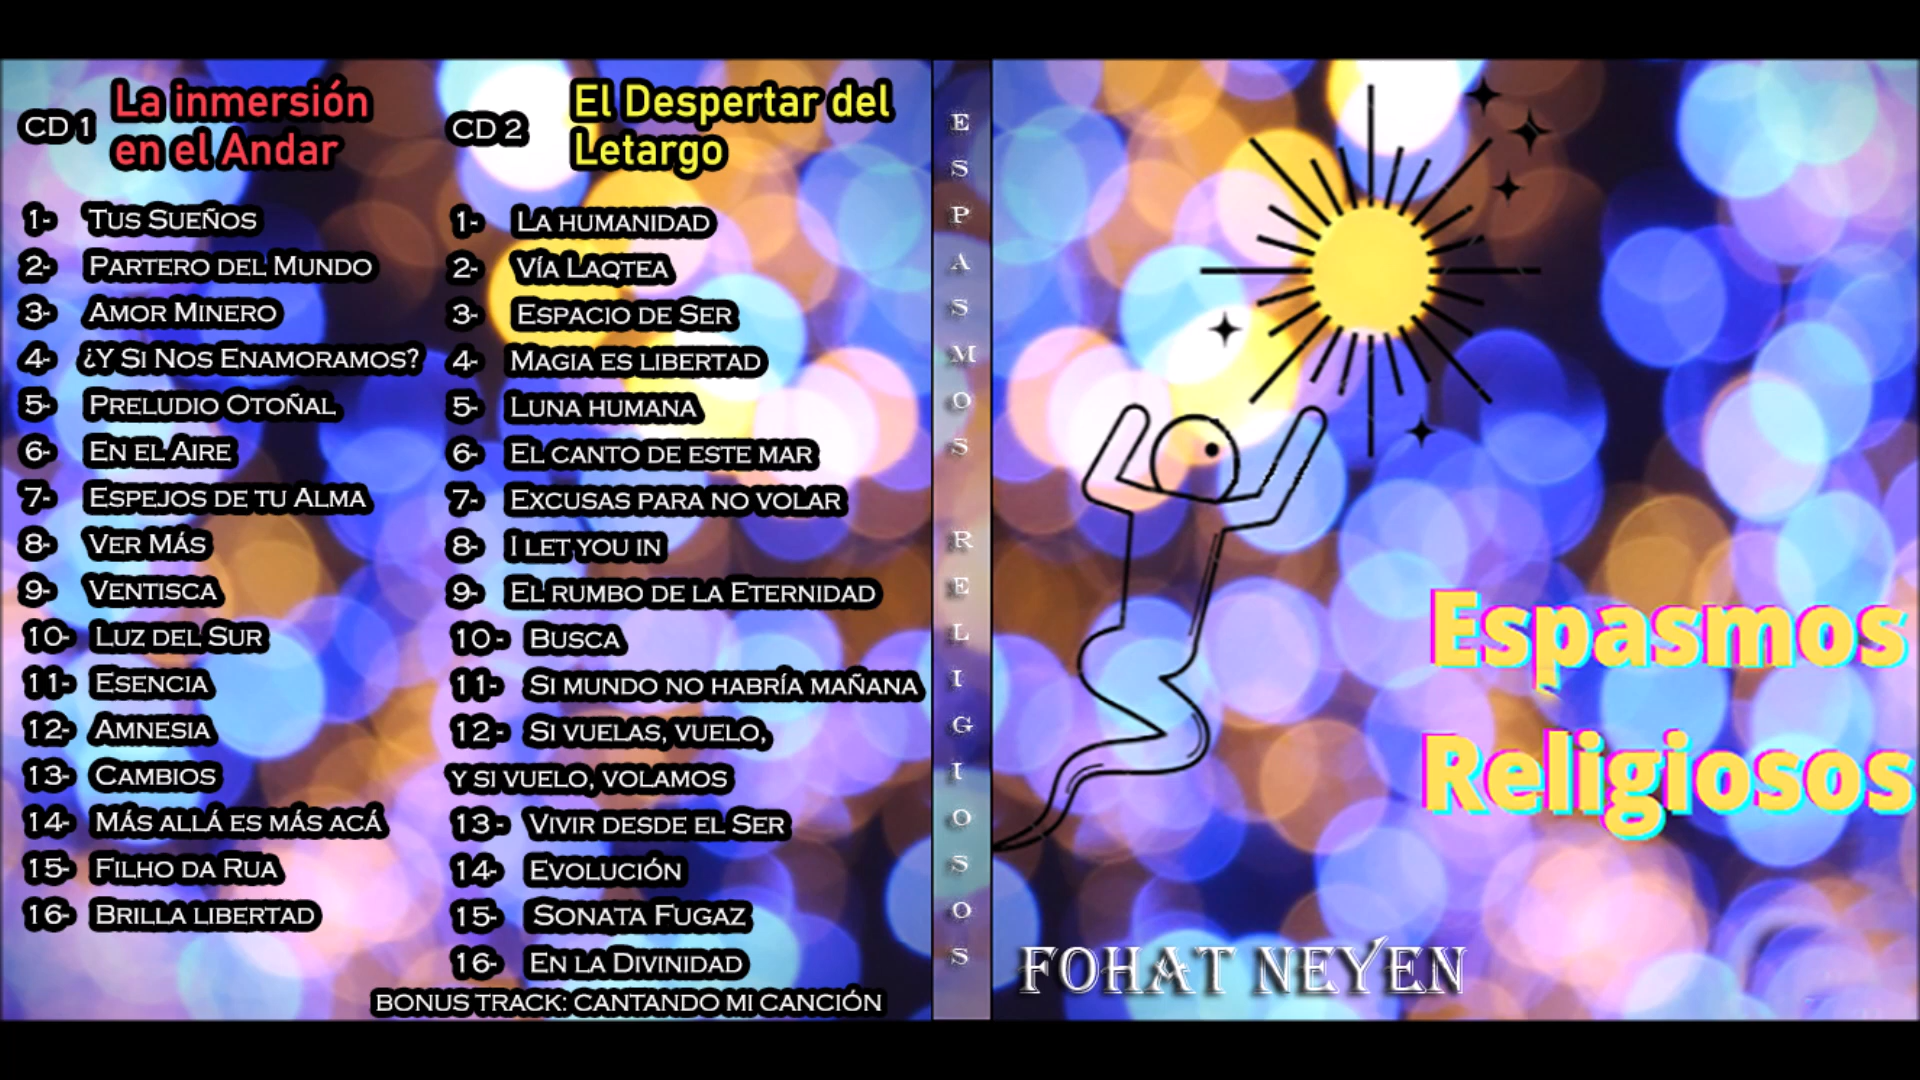 CD 1
La inmersión
en el Andar
1- Tus Sueños
2- Partero del Mundo
3- Amor Minero
4- ¿Y Si Nos Enamoramos?
5- Preludio Otoñal
6- En el Aire
7- Espejos de tu Alma
8- Ver Más
9- Ventisca
10- Luz del Sur
11- Esencia
12- Amnesia
13- Cambios
14- Más allá es más acá
15- Filho da Rua
16- Brilla libertad
CD 2
El Despertar del
Letargo
1- La humanidad
2- Vía Laqtea
3- Espacio de Ser
4- Magia es libertad
5- Luna humana
6- El canto de este mar
7- Excusas para no volar
8- I let you in
9- El rumbo de la Eternidad
10- Busca
11- Si mundo no habría mañana
12- Si vuelas, vuelo,
y si vuelo, volamos
13- Vivir desde el Ser
14- Evolución
15- Sonata Fugaz
16- En la Divinidad
bonus track: cantando mi canción
ESPASMOS RELIGIOSOS
Espasmos
Religiosos
FOHAT NEYEN